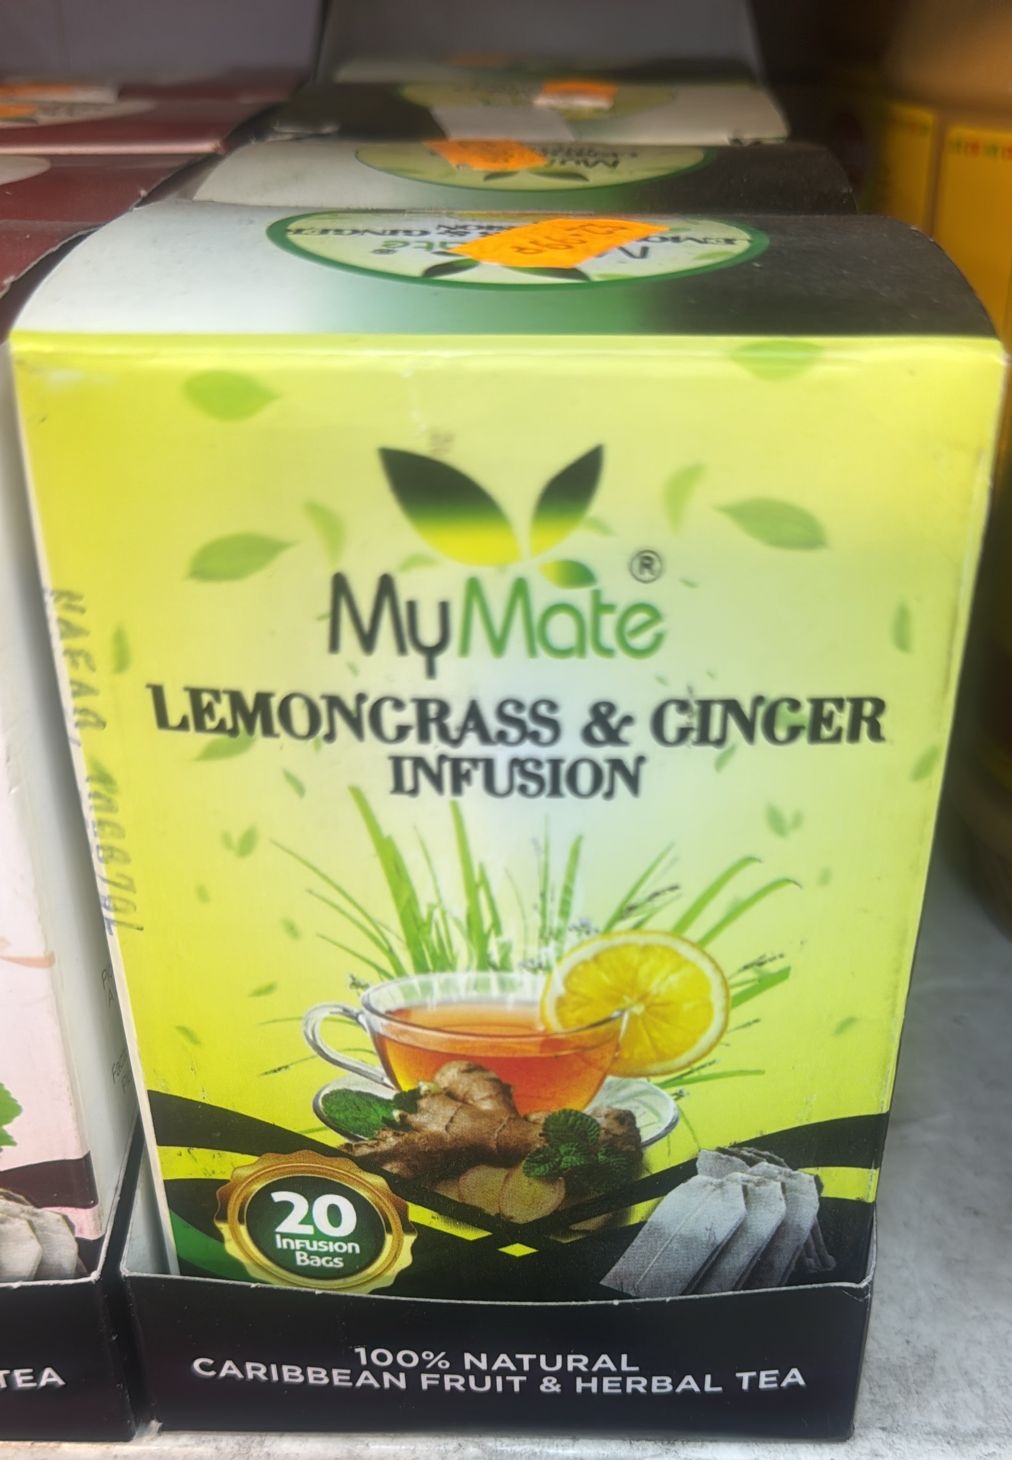 MyMate®
LEMONGRASS & GINGER
INFUSION
20
INFUSION
BAGS
100% NATURAL
CARIBBEAN FRUIT & HERBAL TEA
TEA